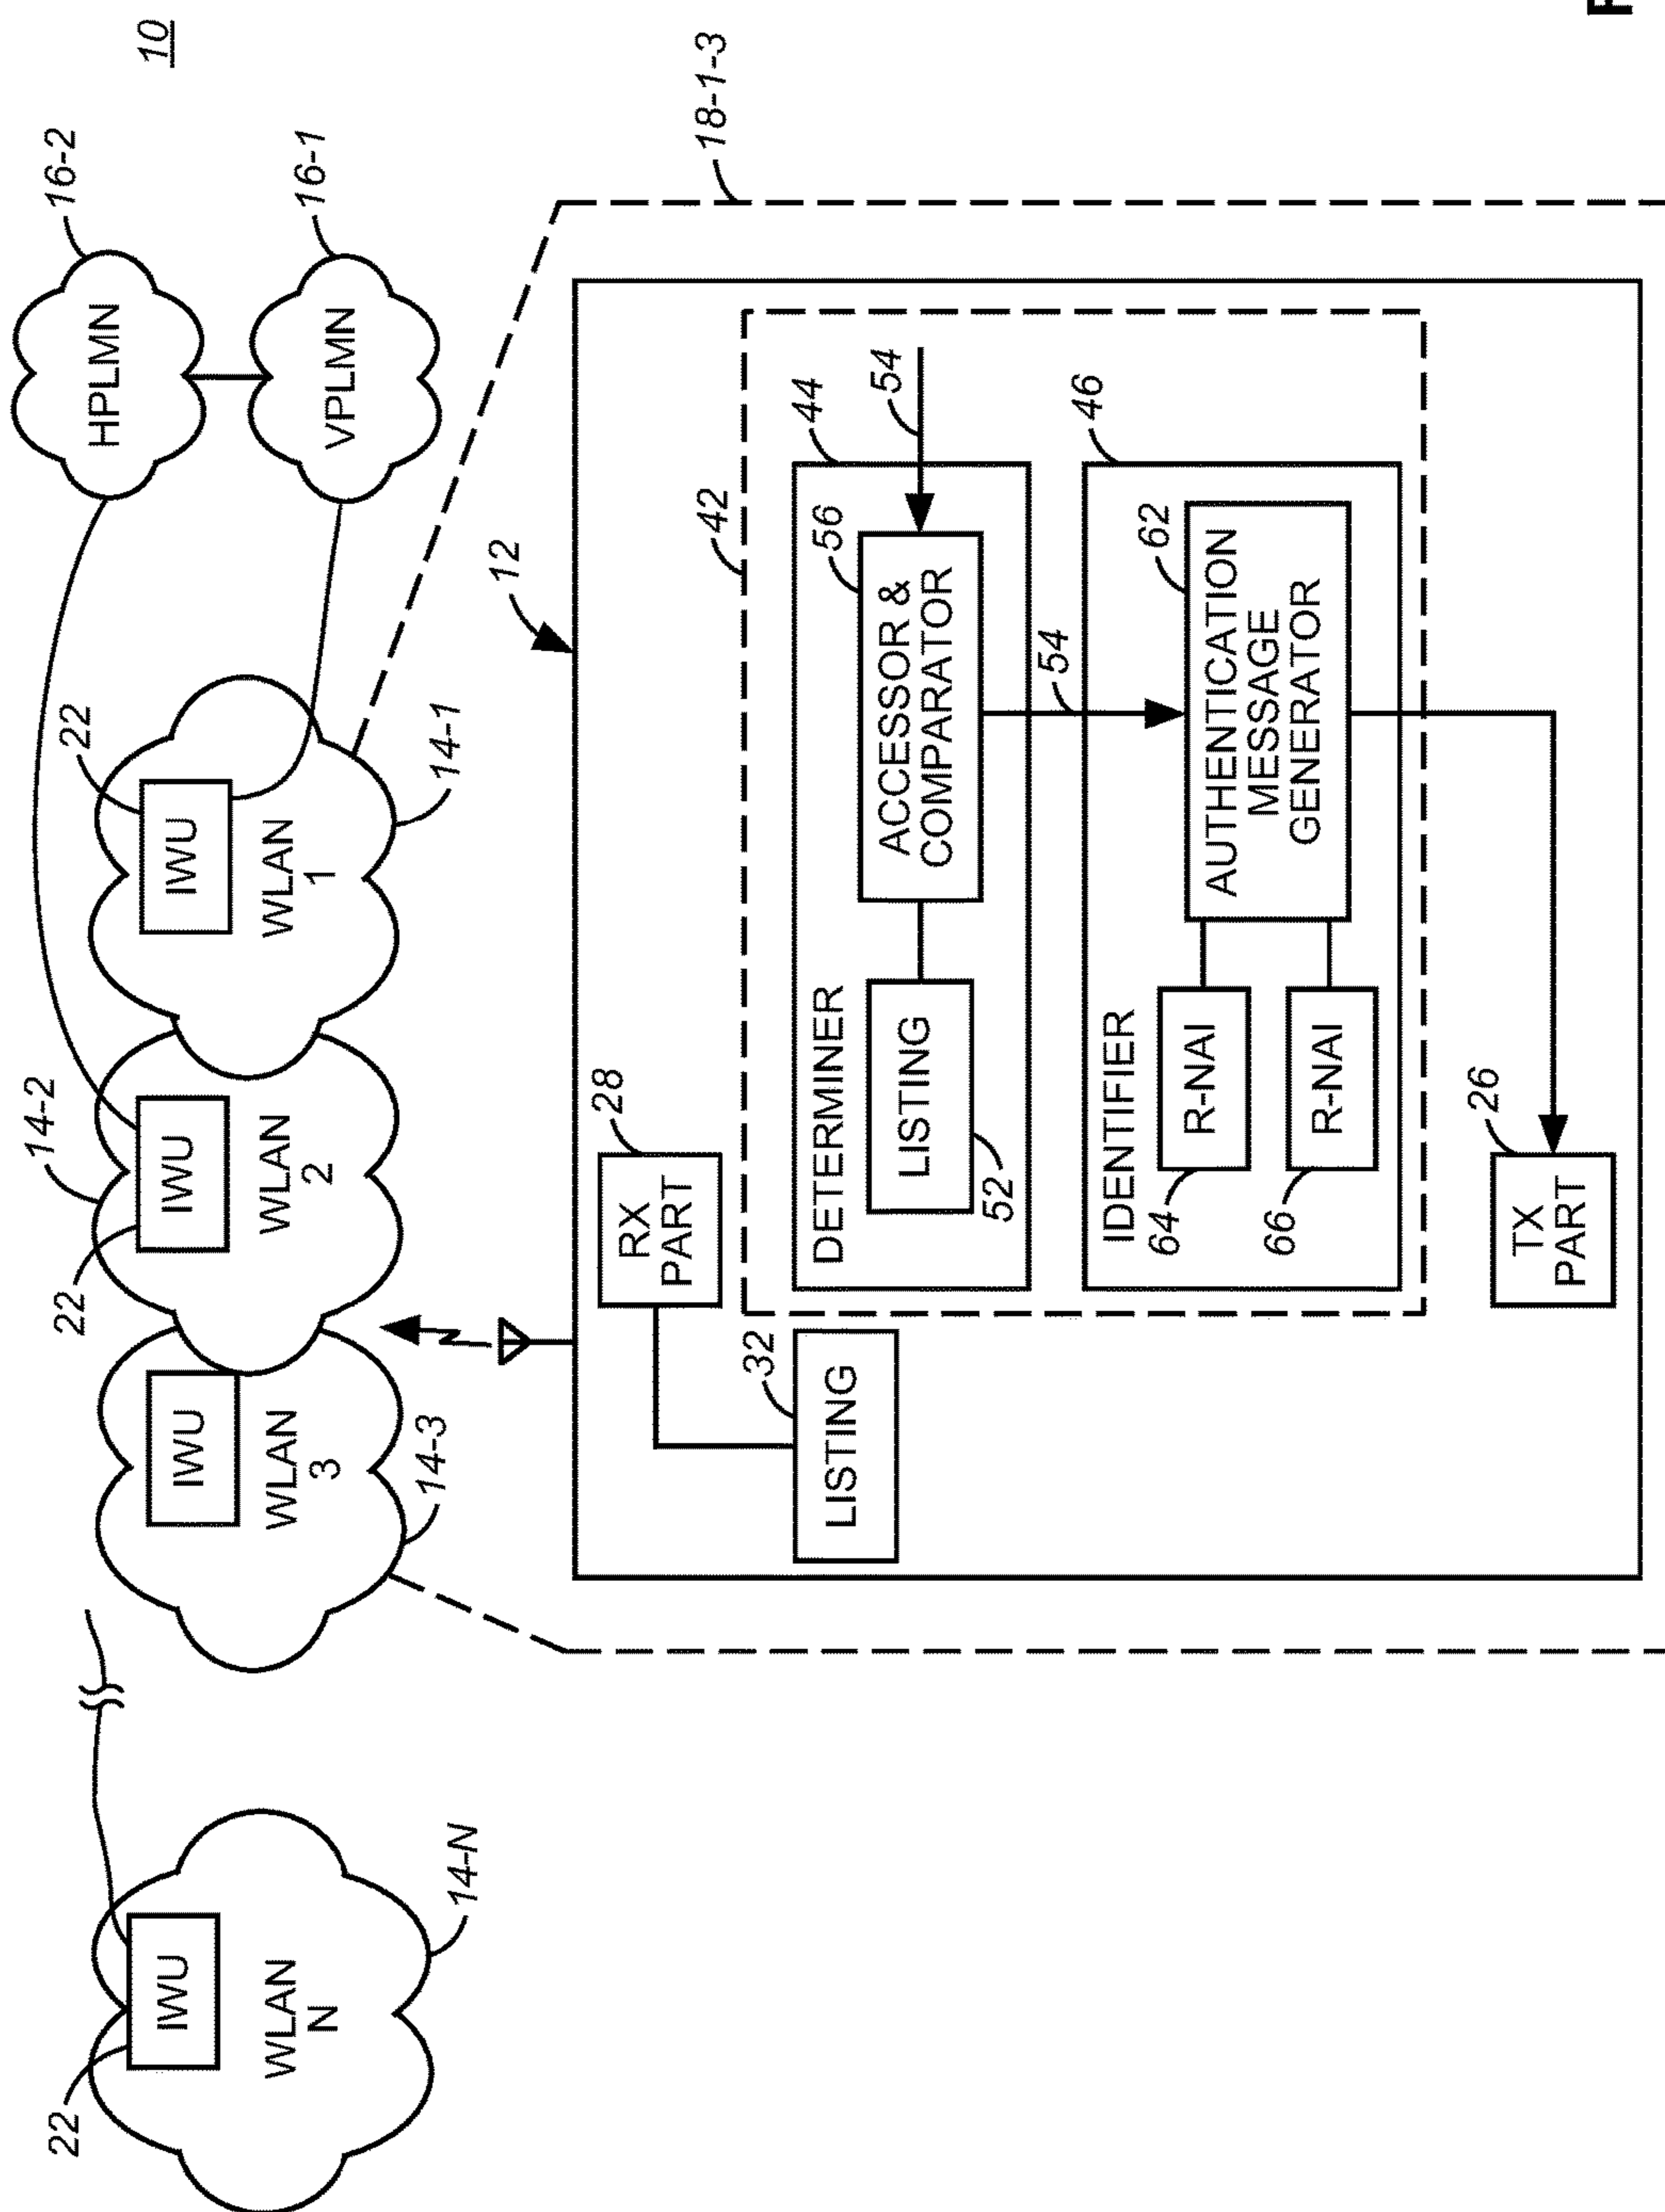 10
16-2
HPLMN
16-1
VPLMN
22
IWU
WLAN
N
14-N
IWU
WLAN
3
14-3
22
14-2
IWU
WLAN
2
22
IWU
WLAN
1
14-1
18-1-3
12
28
RX
PART
32
LISTING
42
44
DETERMINER
LISTING
52
56
ACCESSOR &
COMPARATOR
54
54
46
IDENTIFIER
64
R-NAI
66
R-NAI
62
AUTHENTICATION
MESSAGE
GENERATOR
26
TX
PART